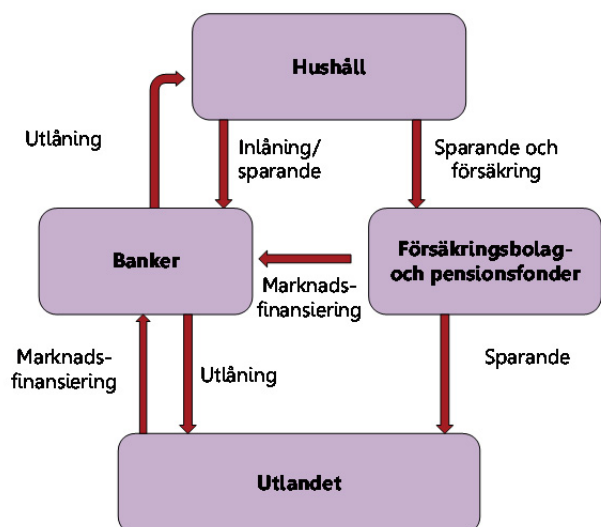 Hushåll
Utlåning
Inlåning/
sparande
Sparande och
försäkring
Banker
Försäkringsbolag-
och pensionsfonder
Marknads-
finansiering
Marknads-
finansiering
Utlåning
Sparande
Utlandet